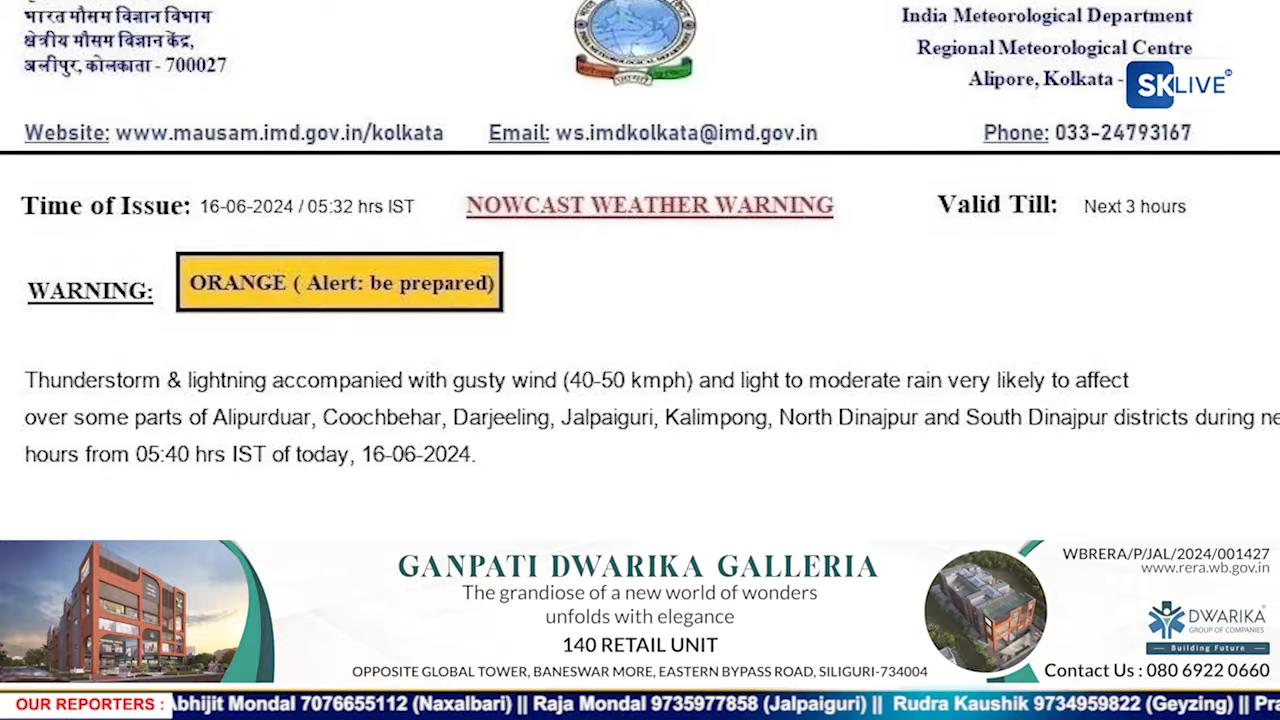 भारत मौसम विज्ञान विभाग
क्षेत्रीय मौसम विज्ञान केंद्र,
अलीपुर, कोलकाता - 700027
India Meteorological Department
Regional Meteorological Centre
Alipore, Kolkata -
SK LIVE
Website: www.mausam.imd.gov.in/kolkata Email: ws.imdkolkata@imd.gov.in Phone: 033-24793167
Time of Issue: 16-06-2024 / 05:32 hrs IST NOWCAST WEATHER WARNING Valid Till: Next 3 hours
WARNING: ORANGE ( Alert: be prepared)
Thunderstorm & lightning accompanied with gusty wind (40-50 kmph) and light to moderate rain very likely to affect
over some parts of Alipurduar, Coochbehar, Darjeeling, Jalpaiguri, Kalimpong, North Dinajpur and South Dinajpur districts during
hours from 05:40 hrs IST of today, 16-06-2024.
GANPATI DWARIKA GALLERIA
The grandiose of a new world of wonders
unfolds with elegance
140 RETAIL UNIT
OPPOSITE GLOBAL TOWER, BANESWAR MORE, EASTERN BYPASS ROAD, SILIGURI-734004
WBRERA/P/JAL/2024/001427
www.rera.wb.gov.in
DWARIKA
GROUP OF COMPANIES
Building Future
Contact Us : 080 6922 0660
OUR REPORTERS : Abhijit Mondal 7076655112 (Naxalbari) || Raja Mondal 9735977858 (Jalpaiguri) || Rudra Kaushik 9734959822 (Geyzing) ||